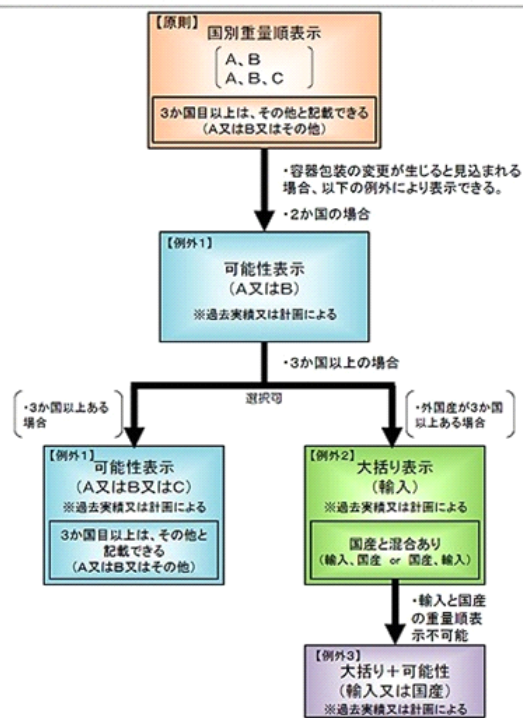 【原則】
国別重量順表示
A、B
A、B、C
3か国目以上は、その他と記載できる
(A又はB又はその他)
・容器包装の変更が生じると見込まれる
場合、以下の例外により表示できる。
・2か国の場合
【例外1】
可能性表示
(A又はB)
※過去実績又は計画による
・3か国以上の場合
選択可
・3か国以上ある
場合
・外国産が3か国
以上ある場合
【例外1】
可能性表示
(A又はB又はC)
※過去実績又は計画による
3か国目以上は、その他と
記載できる
(A又はB又はその他)
【例外2】
大括り表示
(輸入)
※過去実績又は計画による
国産と混合あり
(輸入、国産 or 国産、輸入)
・輸入と国産
の重量順表
示不可能
【例外3】
大括り+可能性
(輸入又は国産)
※過去実績又は計画による